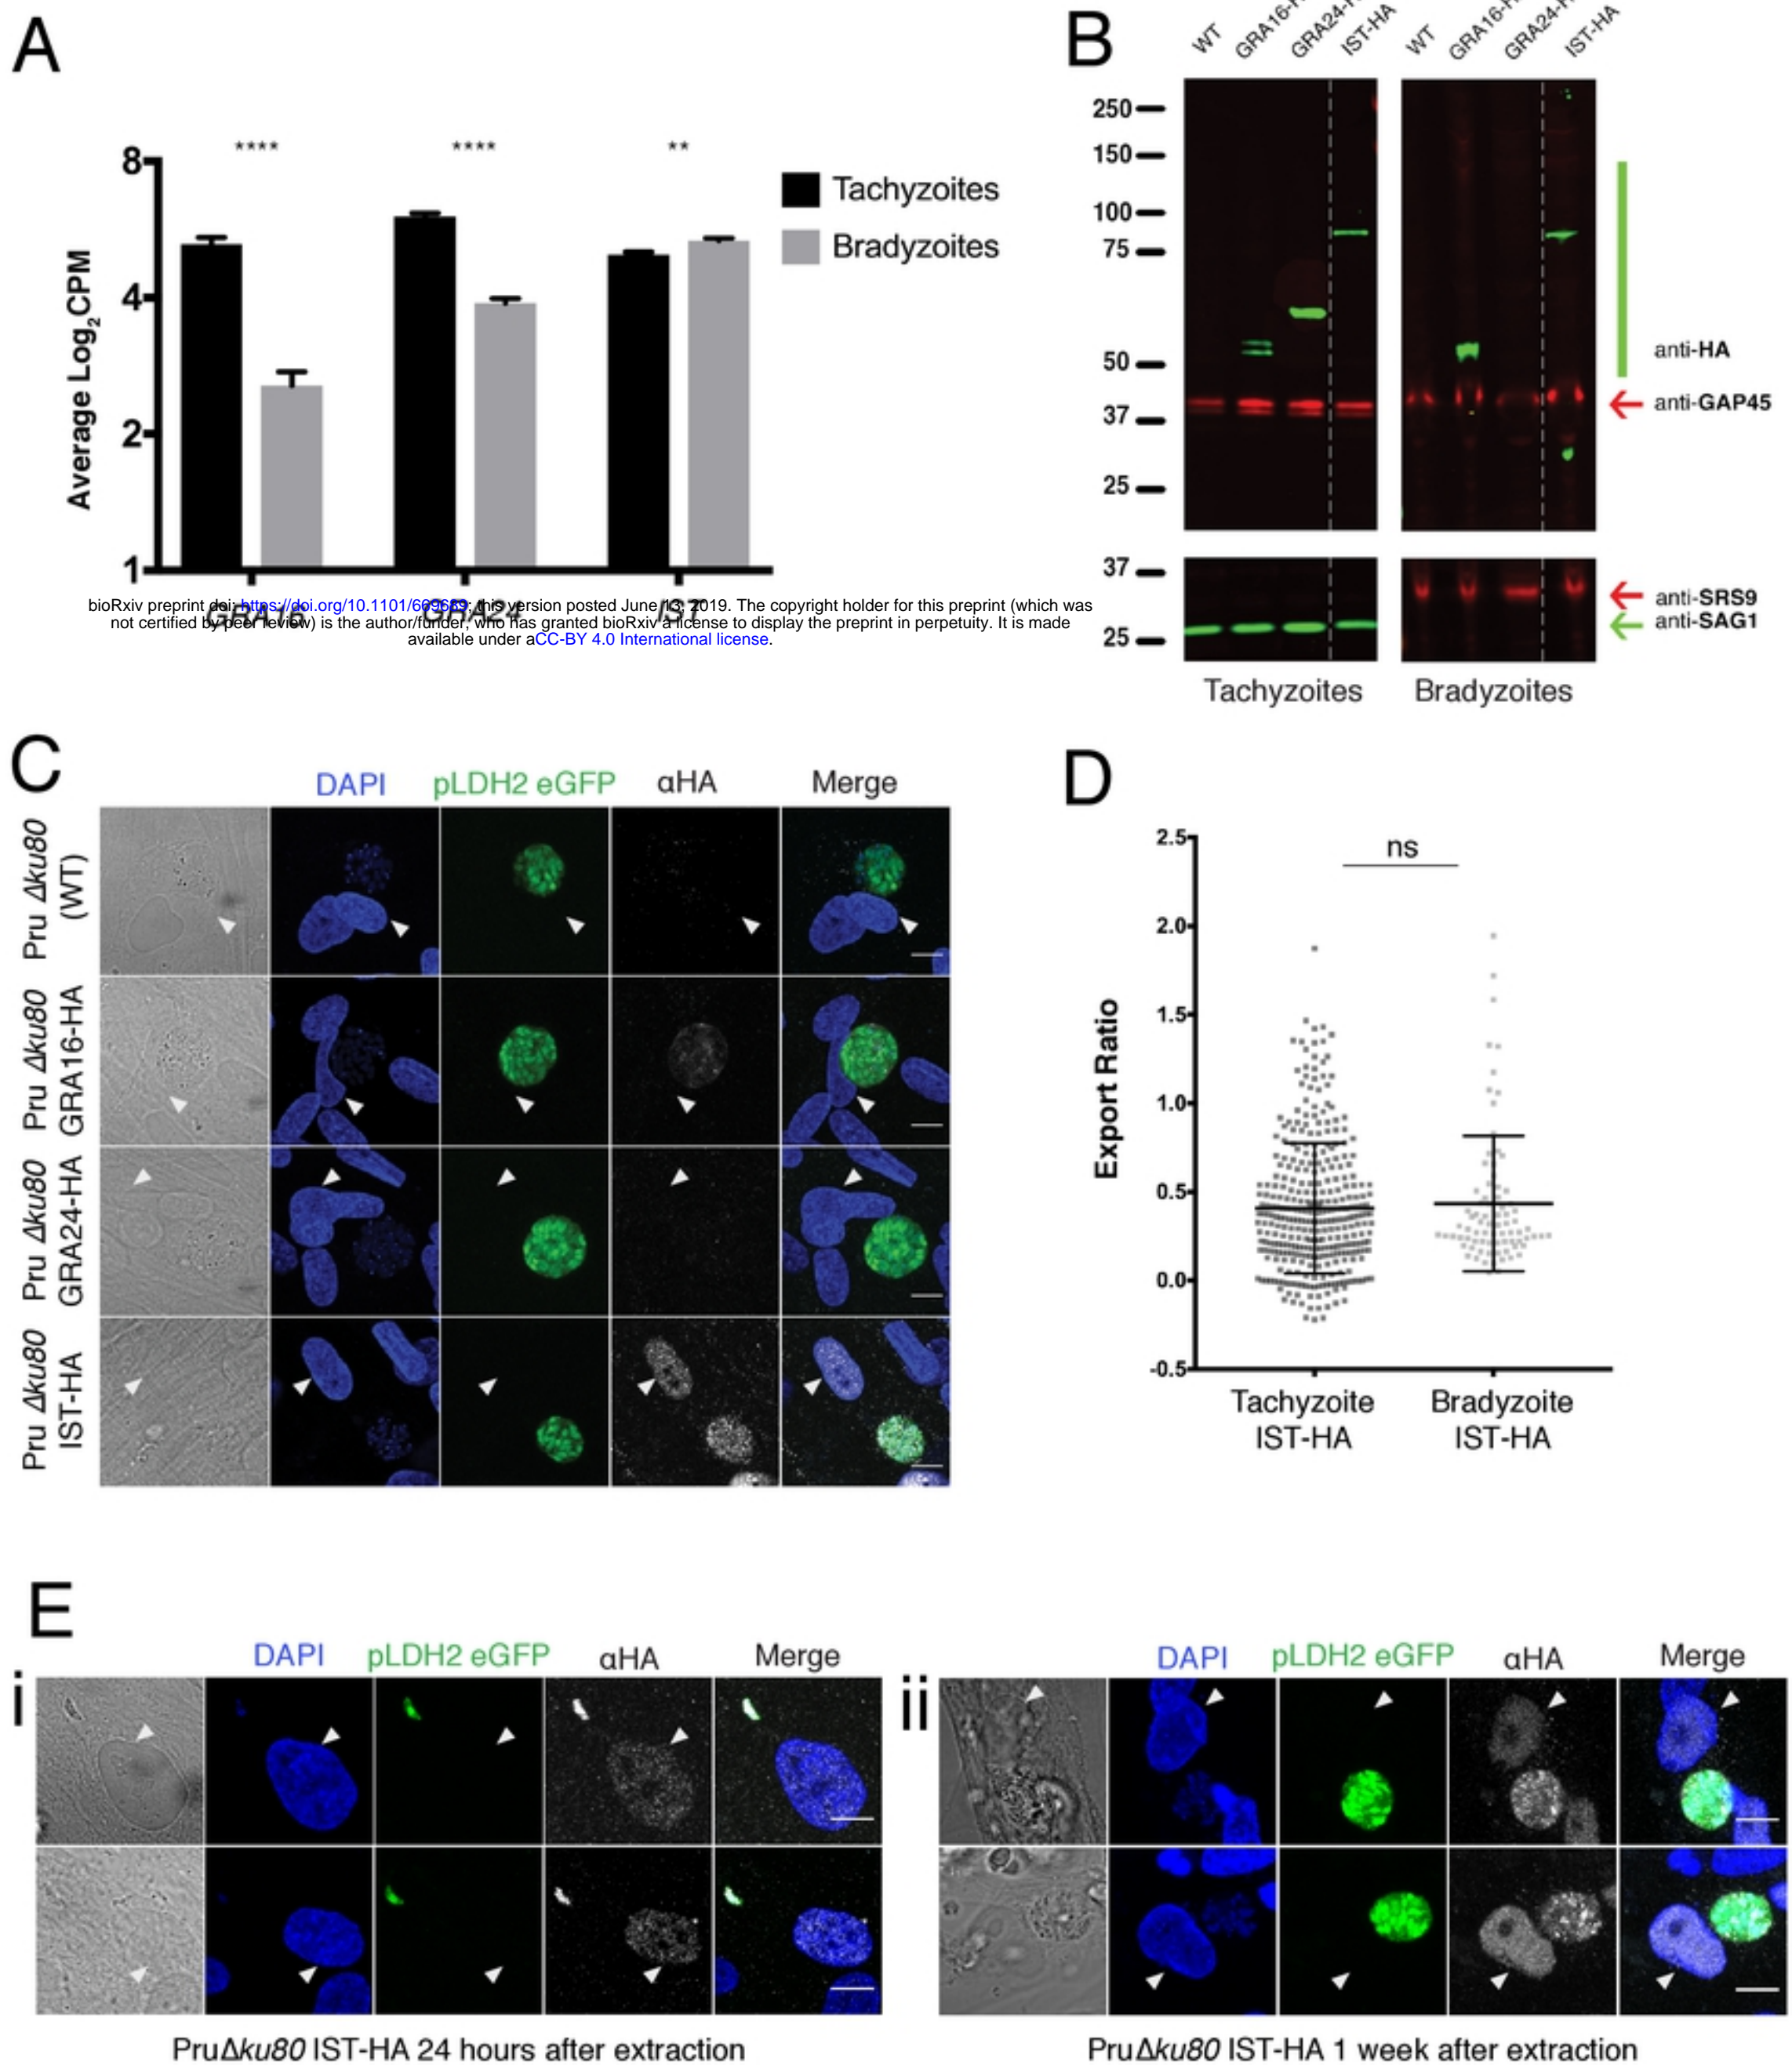 A
8
4
2
1
Average Log2CPM
****
****
**
Tachyzoites
Bradyzoites
GRA16
GRA24
IST
bioRxiv preprint doi: https://doi.org/10.1101/669689; this version posted June 13, 2019. The copyright holder for this preprint (which was
not certified by peer review) is the author/funder, who has granted bioRxiv a license to display the preprint in perpetuity. It is made
available under aCC-BY 4.0 International license.
B
WT
GRA16-H
GRA24-H
IST-HA
WT
GRA16-H
GRA24-H
IST-HA
250
150
100
75
50
37
25
37
25
anti-HA
anti-GAP45
anti-SRS9
anti-SAG1
Tachyzoites
Bradyzoites
C
DAPI
pLDH2 eGFP
αHA
Merge
Pru Δku80
(WT)
Pru Δku80
GRA16-HA
Pru Δku80
GRA24-HA
Pru Δku80
IST-HA
D
2.5
2.0
1.5
1.0
0.5
0.0
-0.5
Export Ratio
ns
Tachyzoite
IST-HA
Bradyzoite
IST-HA
E
i
DAPI
pLDH2 eGFP
αHA
Merge
PruΔku80 IST-HA 24 hours after extraction
ii
DAPI
pLDH2 eGFP
αHA
Merge
PruΔku80 IST-HA 1 week after extraction